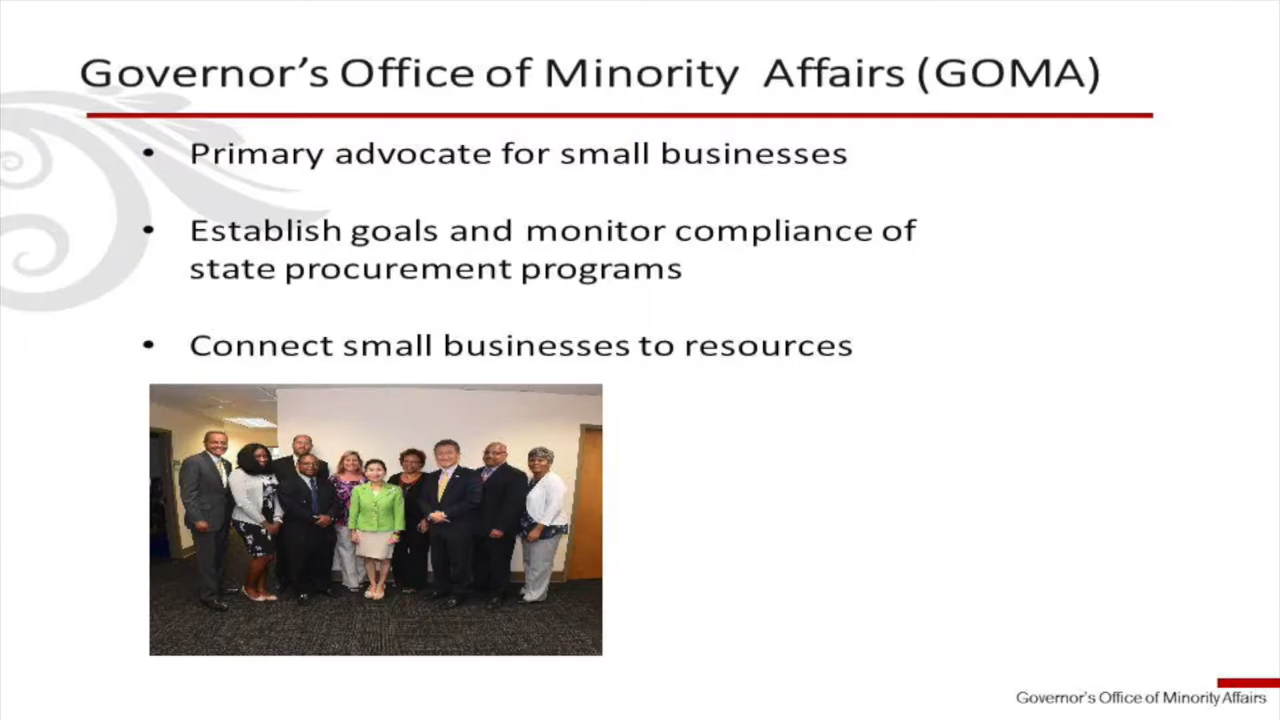 Governor’s Office of Minority Affairs (GOMA)
• Primary advocate for small businesses
• Establish goals and monitor compliance of
state procurement programs
• Connect small businesses to resources
Governor’s Office of Minority Affairs